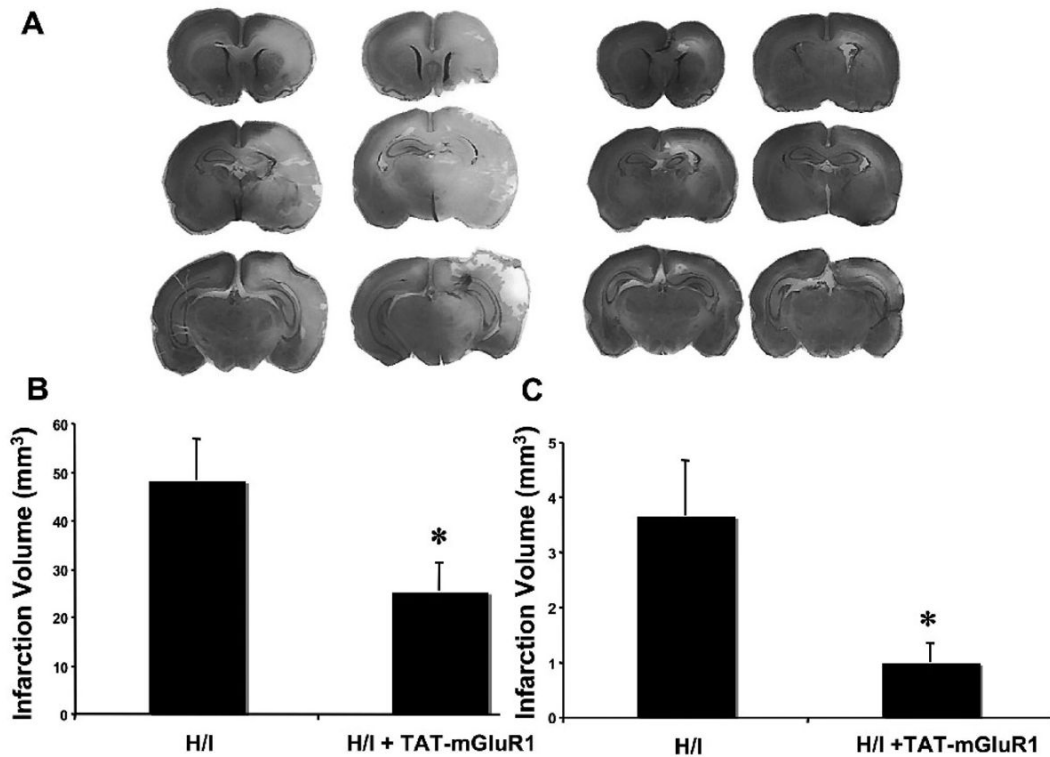 A
B
Infarction Volume (mm³)
60
50
40
30
20
10
0
*
H/I
H/I + TAT-mGluR1
C
Infarction Volume (mm³)
5
4
3
2
1
0
*
H/I
H/I +TAT-mGluR1